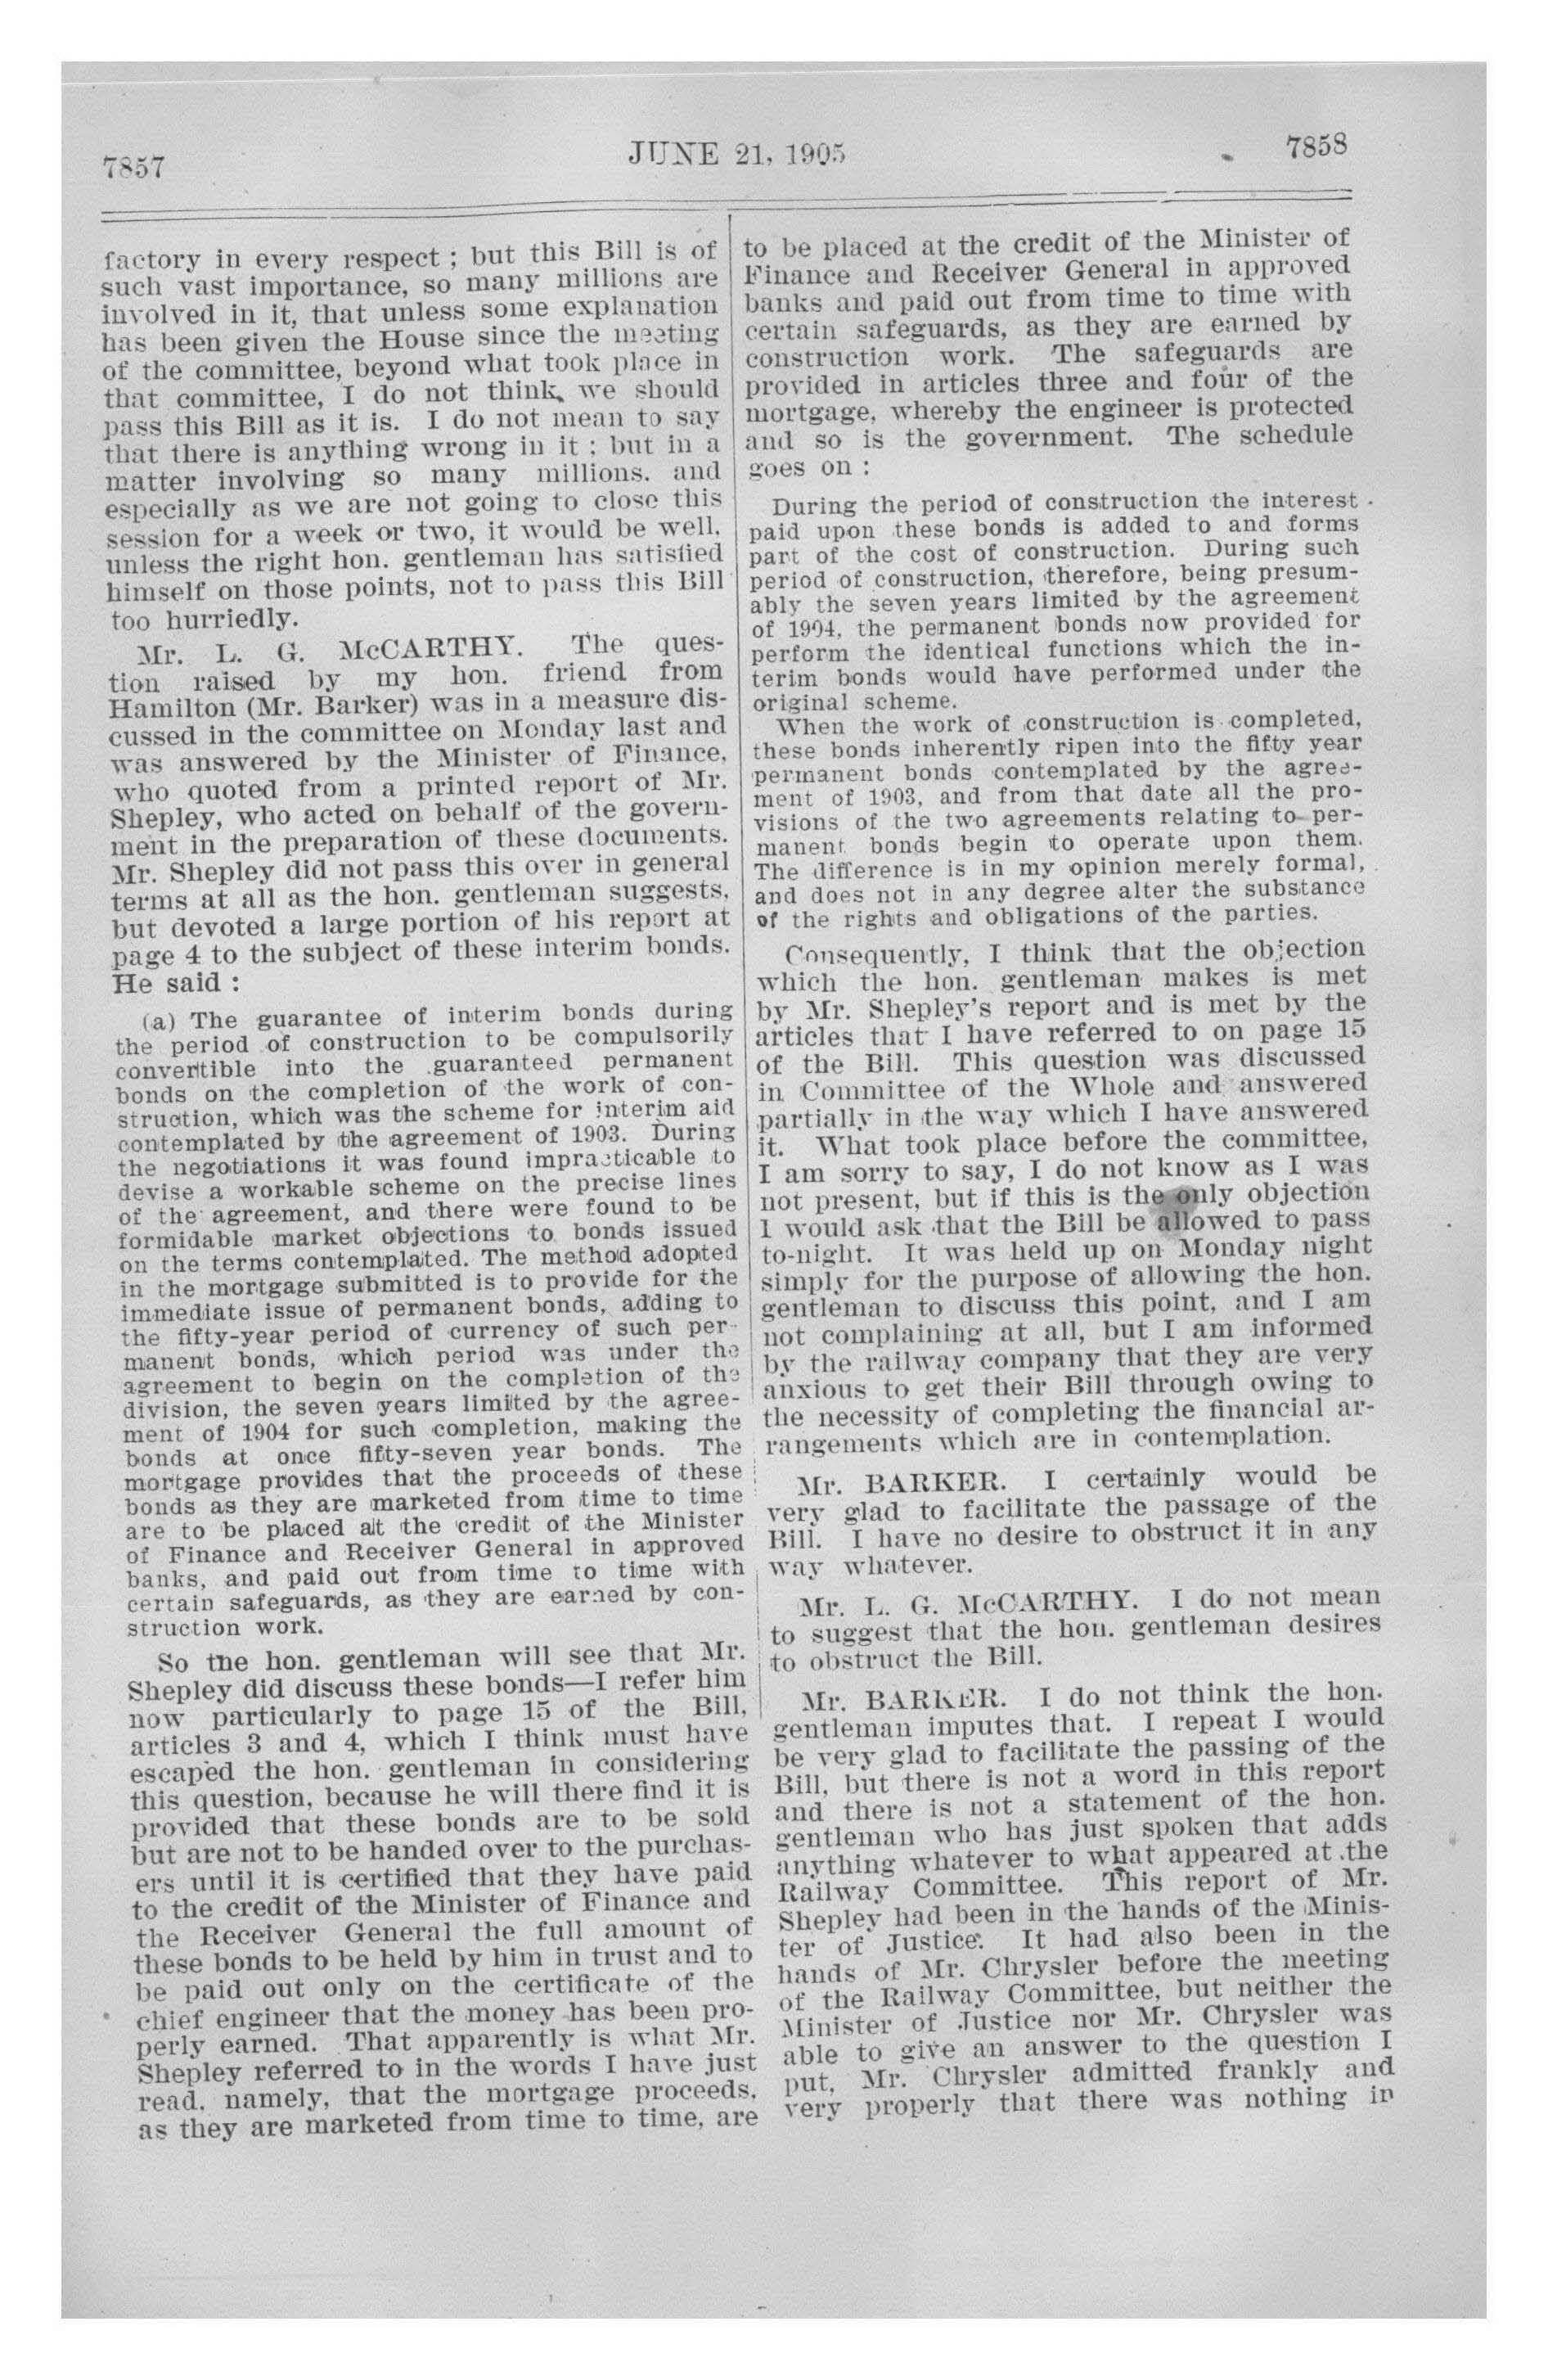 7857
JUNE 21, 1905
7858
factory in every respect ; but this Bill is of
such vast importance, so many millions are
involved in it, that unless some explanation
has been given the House since the meeting
of the committee, beyond what took place in
that committee, I do not think, we should
pass this Bill as it is. I do not mean to say
that there is anything wrong in it ; but in a
matter involving so many millions. and
especially as we are not going to close this
session for a week or two, it would be well,
unless the right hon. gentleman has satisfied
himself on those points, not to pass this Bill
too hurriedly.
Mr. L. G. McCARTHY. The ques-
tion raised by my hon. friend from
Hamilton (Mr. Barker) was in a measure dis-
cussed in the committee on Monday last and
was answered by the Minister of Finance,
who quoted from a printed report of Mr.
Shepley, who acted on behalf of the govern-
ment in the preparation of these documents.
Mr. Shepley did not pass this over in general
terms at all as the hon. gentleman suggests,
but devoted a large portion of his report at
page 4 to the subject of these interim bonds.
He said :
(a) The guarantee of interim bonds during
the period of construction to be compulsorily
convertible into the guaranteed permanent
bonds on the completion of the work of con-
struction, which was the scheme for interim aid
contemplated by the agreement of 1903. During
the negotiations it was found impracticable to
devise a workable scheme on the precise lines
of the agreement, and there were found to be
formidable market objections to bonds issued
on the terms contemplated. The method adopted
in the mortgage submitted is to provide for the
immediate issue of permanent bonds, adding to
the fifty-year period of currency of such per-
manent bonds, which period was under the
agreement to begin on the completion of the
division, the seven years limited by the agree-
ment of 1904 for such completion, making the
bonds at once fifty-seven year bonds. The
mortgage provides that the proceeds of these
bonds as they are marketed from time to time
are to be placed at the credit of the Minister
of Finance and Receiver General in approved
banks, and paid out from time to time with
certain safeguards, as they are earned by con-
struction work.
So the hon. gentleman will see that Mr.
Shepley did discuss these bonds—I refer him
now particularly to page 15 of the Bill,
articles 3 and 4, which I think must have
escaped the hon. gentleman in considering
this question, because he will there find it is
provided that these bonds are to be sold
but are not to be handed over to the purchas-
ers until it is certified that they have paid
to the credit of the Minister of Finance and
the Receiver General the full amount of
these bonds to be held by him in trust and to
be paid out only on the certificate of the
chief engineer that the money has been pro-
perly earned. That apparently is what Mr.
Shepley referred to in the words I have just
read, namely, that the mortgage proceeds,
as they are marketed from time to time, are
to be placed at the credit of the Minister of
Finance and Receiver General in approved
banks and paid out from time to time with
certain safeguards, as they are earned by
construction work. The safeguards are
provided in articles three and four of the
mortgage, whereby the engineer is protected
and so is the government. The schedule
goes on :
During the period of construction the interest
paid upon these bonds is added to and forms
part of the cost of construction. During such
period of construction, therefore, being presum-
ably the seven years limited by the agreement
of 1904, the permanent bonds now provided for
perform the identical functions which the in-
terim bonds would have performed under the
original scheme.
When the work of construction is completed,
these bonds inherently ripen into the fifty year
permanent bonds contemplated by the agree-
ment of 1903, and from that date all the pro-
visions of the two agreements relating to per-
manent bonds begin to operate upon them.
The difference is in my opinion merely formal,
and does not in any degree alter the substance
of the rights and obligations of the parties.
Consequently, I think that the objection
which the hon. gentleman makes is met
by Mr. Shepley's report and is met by the
articles that I have referred to on page 15
of the Bill. This question was discussed
in Committee of the Whole and answered
partially in the way which I have answered
it. What took place before the committee,
I am sorry to say, I do not know as I was
not present, but if this is the only objection
I would ask that the Bill be allowed to pass
to-night. It was held up on Monday night
simply for the purpose of allowing the hon.
gentleman to discuss this point, and I am
not complaining at all, but I am informed
by the railway company that they are very
anxious to get their Bill through owing to
the necessity of completing the financial ar-
rangements which are in contemplation.
Mr. BARKER. I certainly would be
very glad to facilitate the passage of the
Bill. I have no desire to obstruct it in any
way whatever.
Mr. L. G. McCARTHY. I do not mean
to suggest that the hon. gentleman desires
to obstruct the Bill.
Mr. BARKER. I do not think the hon.
gentleman imputes that. I repeat I would
be very glad to facilitate the passing of the
Bill, but there is not a word in this report
and there is not a statement of the hon.
gentleman who has just spoken that adds
anything whatever to what appeared at the
Railway Committee. This report of Mr.
Shepley had been in the hands of the Minis-
ter of Justice. It had also been in the
hands of Mr. Chrysler before the meeting
of the Railway Committee, but neither the
Minister of Justice nor Mr. Chrysler was
able to give an answer to the question I
put, Mr. Chrysler admitted frankly and
very properly that there was nothing in